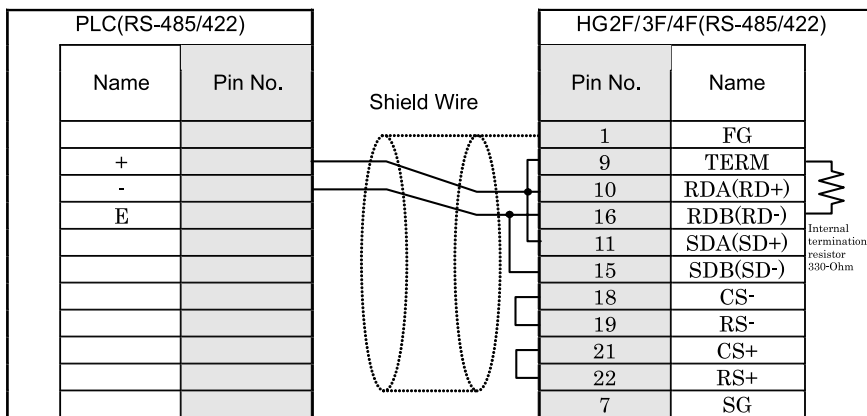 PLC(RS-485/422)
HG2F/3F/4F(RS-485/422)
Name Pin No.
Shield Wire
Pin No. Name
1 FG
+ 9 TERM
- 10 RDA(RD+)
E 16 RDB(RD-)
11 SDA(SD+)
15 SDB(SD-)
18 CS-
19 RS-
21 CS+
22 RS+
7 SG
Internal
termination
resistor
330-Ohm